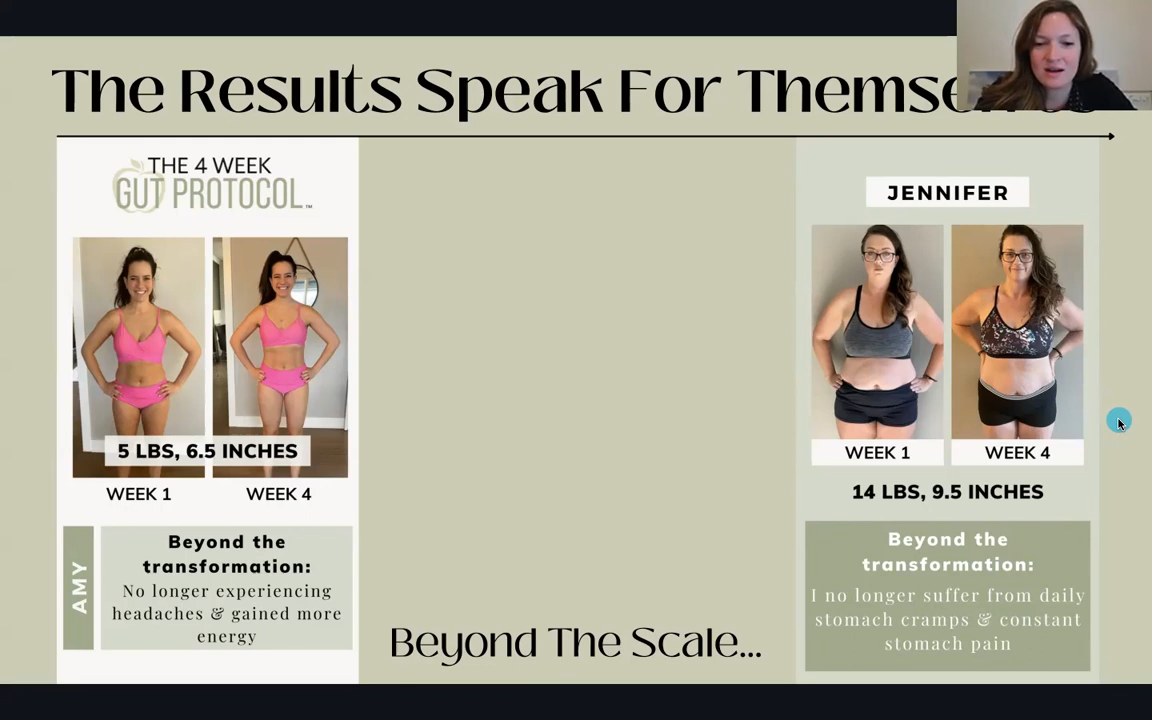 The Results Speak For
THE 4 WEEK
GUT PROTOCOL™
5 LBS, 6.5 INCHES
WEEK 1
WEEK 4
AMY
Beyond the
transformation:
No longer experiencing
headaches & gained more
energy
Beyond The Scale...
JENNIFER
WEEK 1
WEEK 4
14 LBS, 9.5 INCHES
Beyond the
transformation:
I no longer suffer from daily
stomach cramps & constant
stomach pain